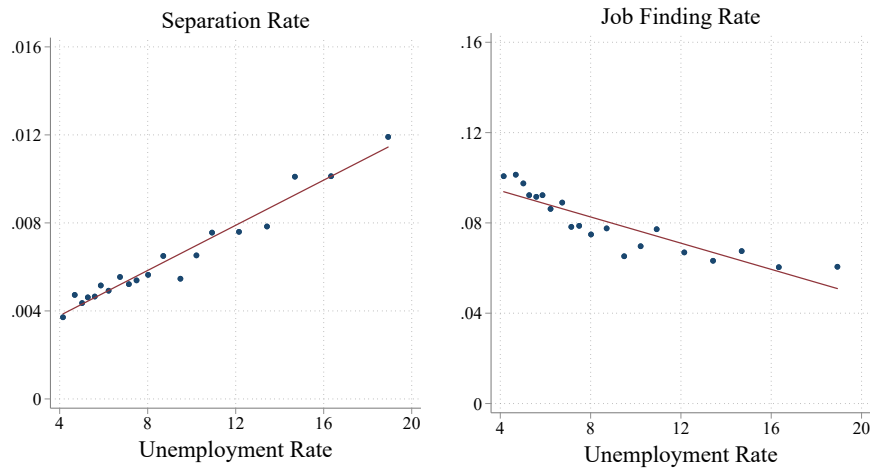 Separation Rate
.016
.012
.008
.004
0
4 8 12 16 20
Unemployment Rate
Job Finding Rate
.16
.12
.08
.04
0
4 8 12 16 20
Unemployment Rate